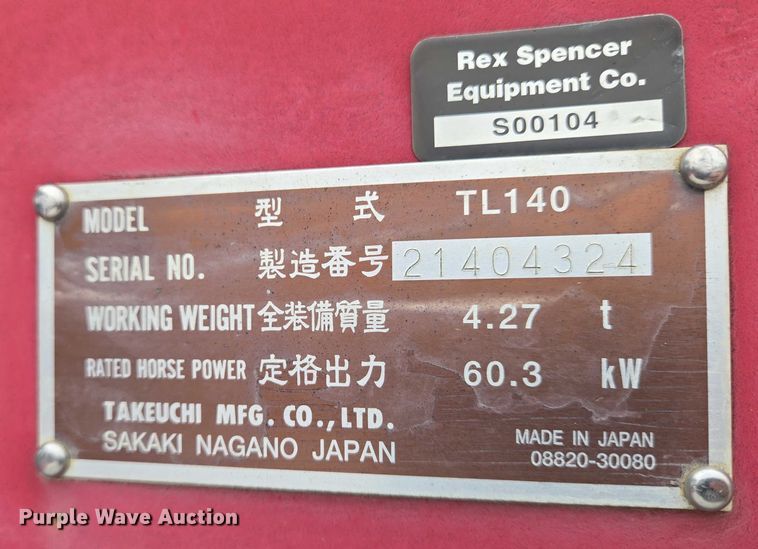 Rex Spencer
Equipment Co.
S00104
MODEL 型 式 TL140
SERIAL NO. 製造番号 21404324
WORKING WEIGHT 全装備質量 4.27 t
RATED HORSE POWER 定格出力 60.3 kW
TAKEUCHI MFG. CO., LTD.
SAKAKI NAGANO JAPAN
MADE IN JAPAN
08820-30080
Purple Wave Auction